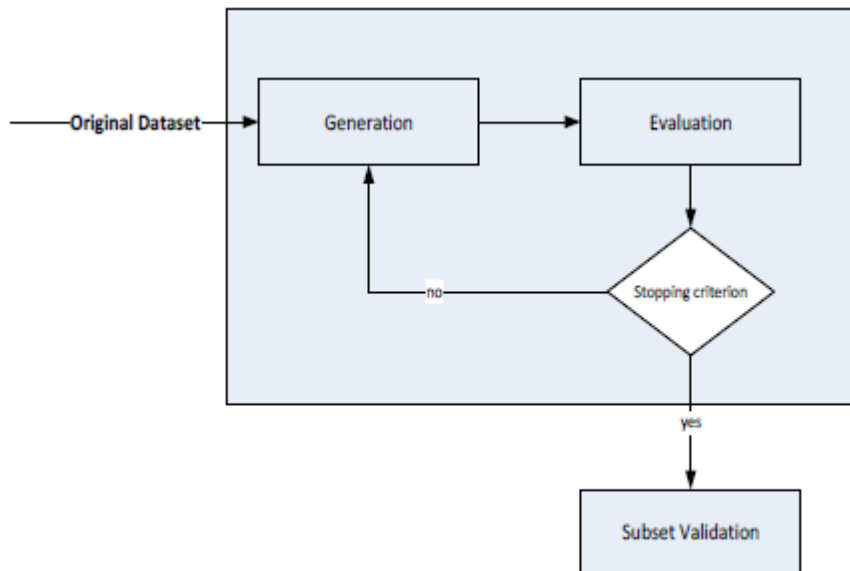 Original Dataset
Generation
Evaluation
Stopping criterion
no
yes
Subset Validation